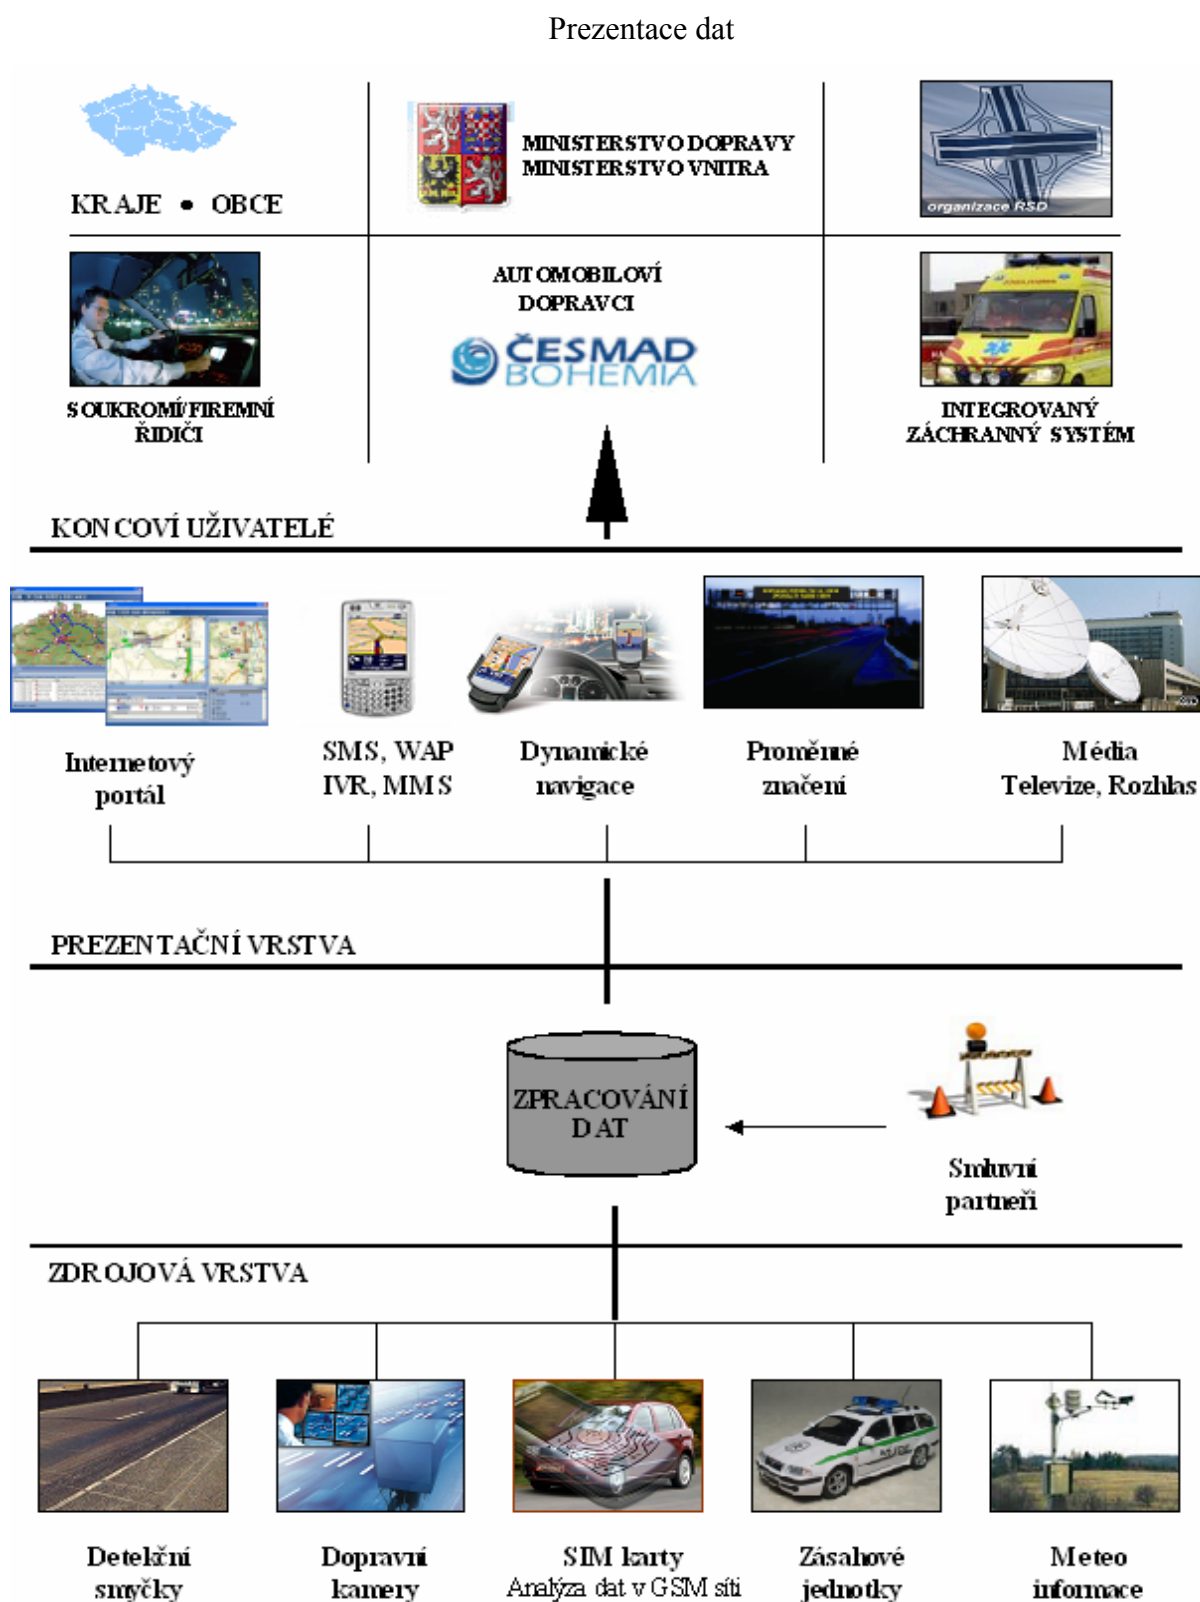 Prezentace dat
KRAJE • OBCE
MINISTERSTVO DOPRAVY
MINISTERSTVO VNITRA
organizace RSD
SOUKROMÍ/FIREMNÍ
ŘIDIČI
AUTOMOBILOVÍ
DOPRAVCI
ČESMAD
BOHEMIA
INTEGROVANÝ
ZÁCHRANNÝ SYSTÉM
KONCOVÍ UŽIVATELÉ
Internetový
portál
SMS, WAP
IVR, MMS
Dynamické
navigace
Proměnné
značení
Média
Televize, Rozhlas
PREZENTAČNÍ VRSTVA
ZPRACOVÁNÍ
DAT
Smluvní
partneři
ZDROJOVÁ VRSTVA
Detekční
smyčky
Dopravní
kamery
SIM karty
Analýza dat v GSM síti
Zásahové
jednotky
Meteo
informace